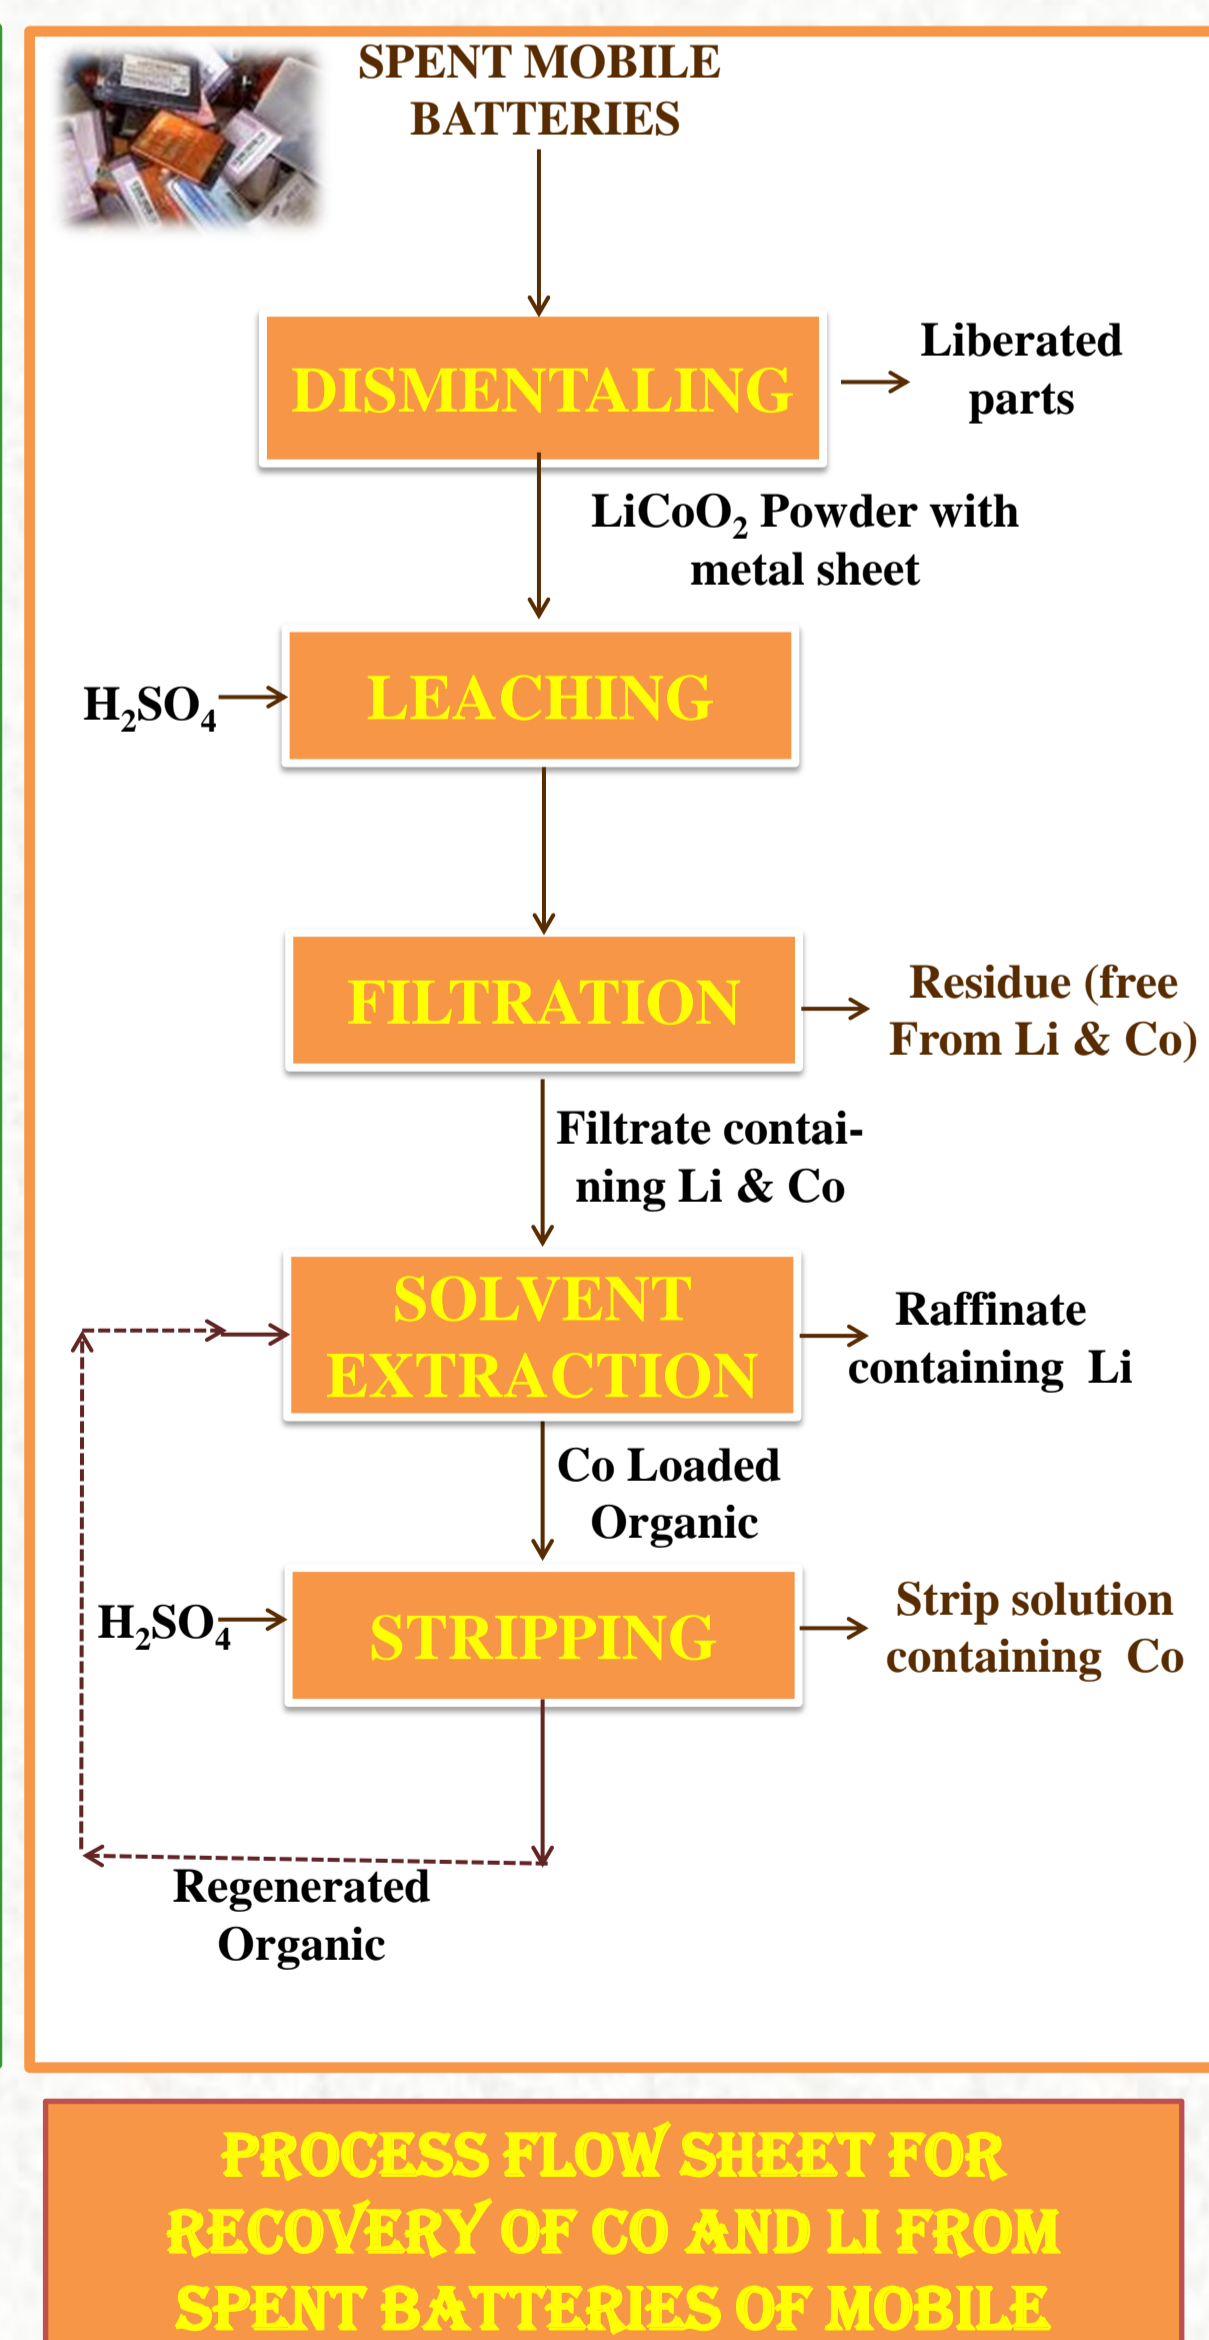 SPENT MOBILE
BATTERIES
DISMENTALING
Liberated
parts
LiCoO₂ Powder with
metal sheet
H₂SO₄
LEACHING
FILTRATION
Residue (free
From Li & Co)
Filtrate contai-
ning Li & Co
SOLVENT
EXTRACTION
Raffinate
containing Li
Co Loaded
Organic
H₂SO₄
STRIPPING
Strip solution
containing Co
Regenerated
Organic
PROCESS FLOW SHEET FOR
RECOVERY OF CO AND LI FROM
SPENT BATTERIES OF MOBILE